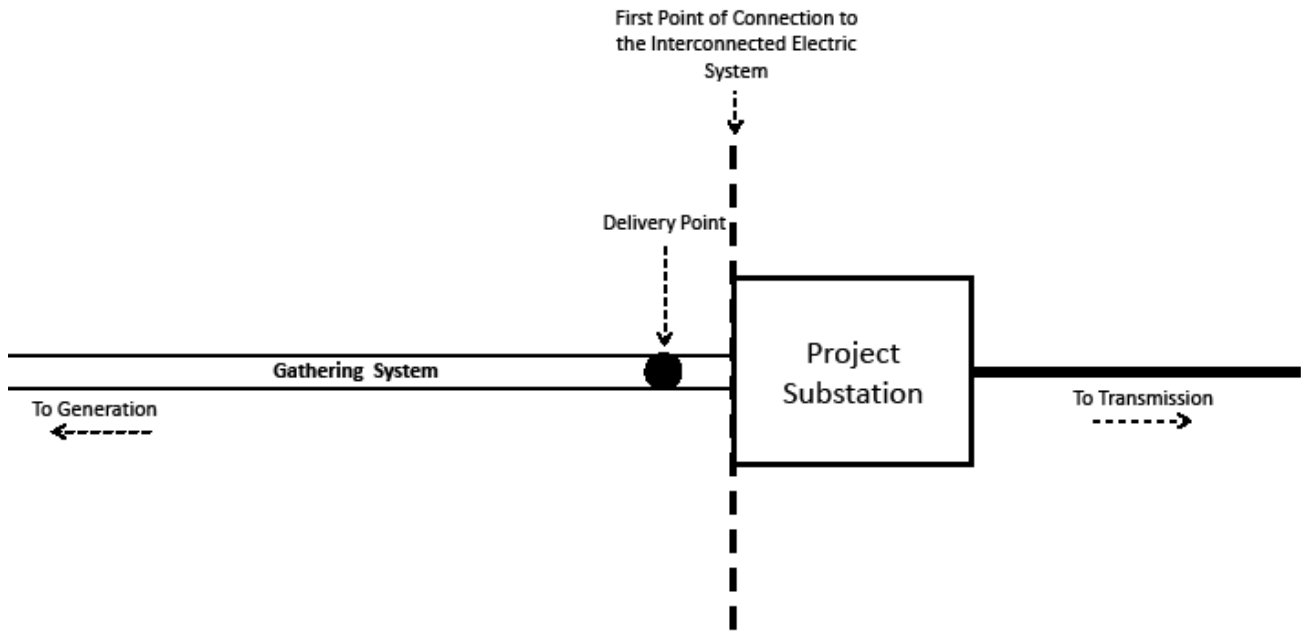 First Point of Connection to
the Interconnected Electric
System
Delivery Point
Gathering System
Project
Substation
To Generation
To Transmission